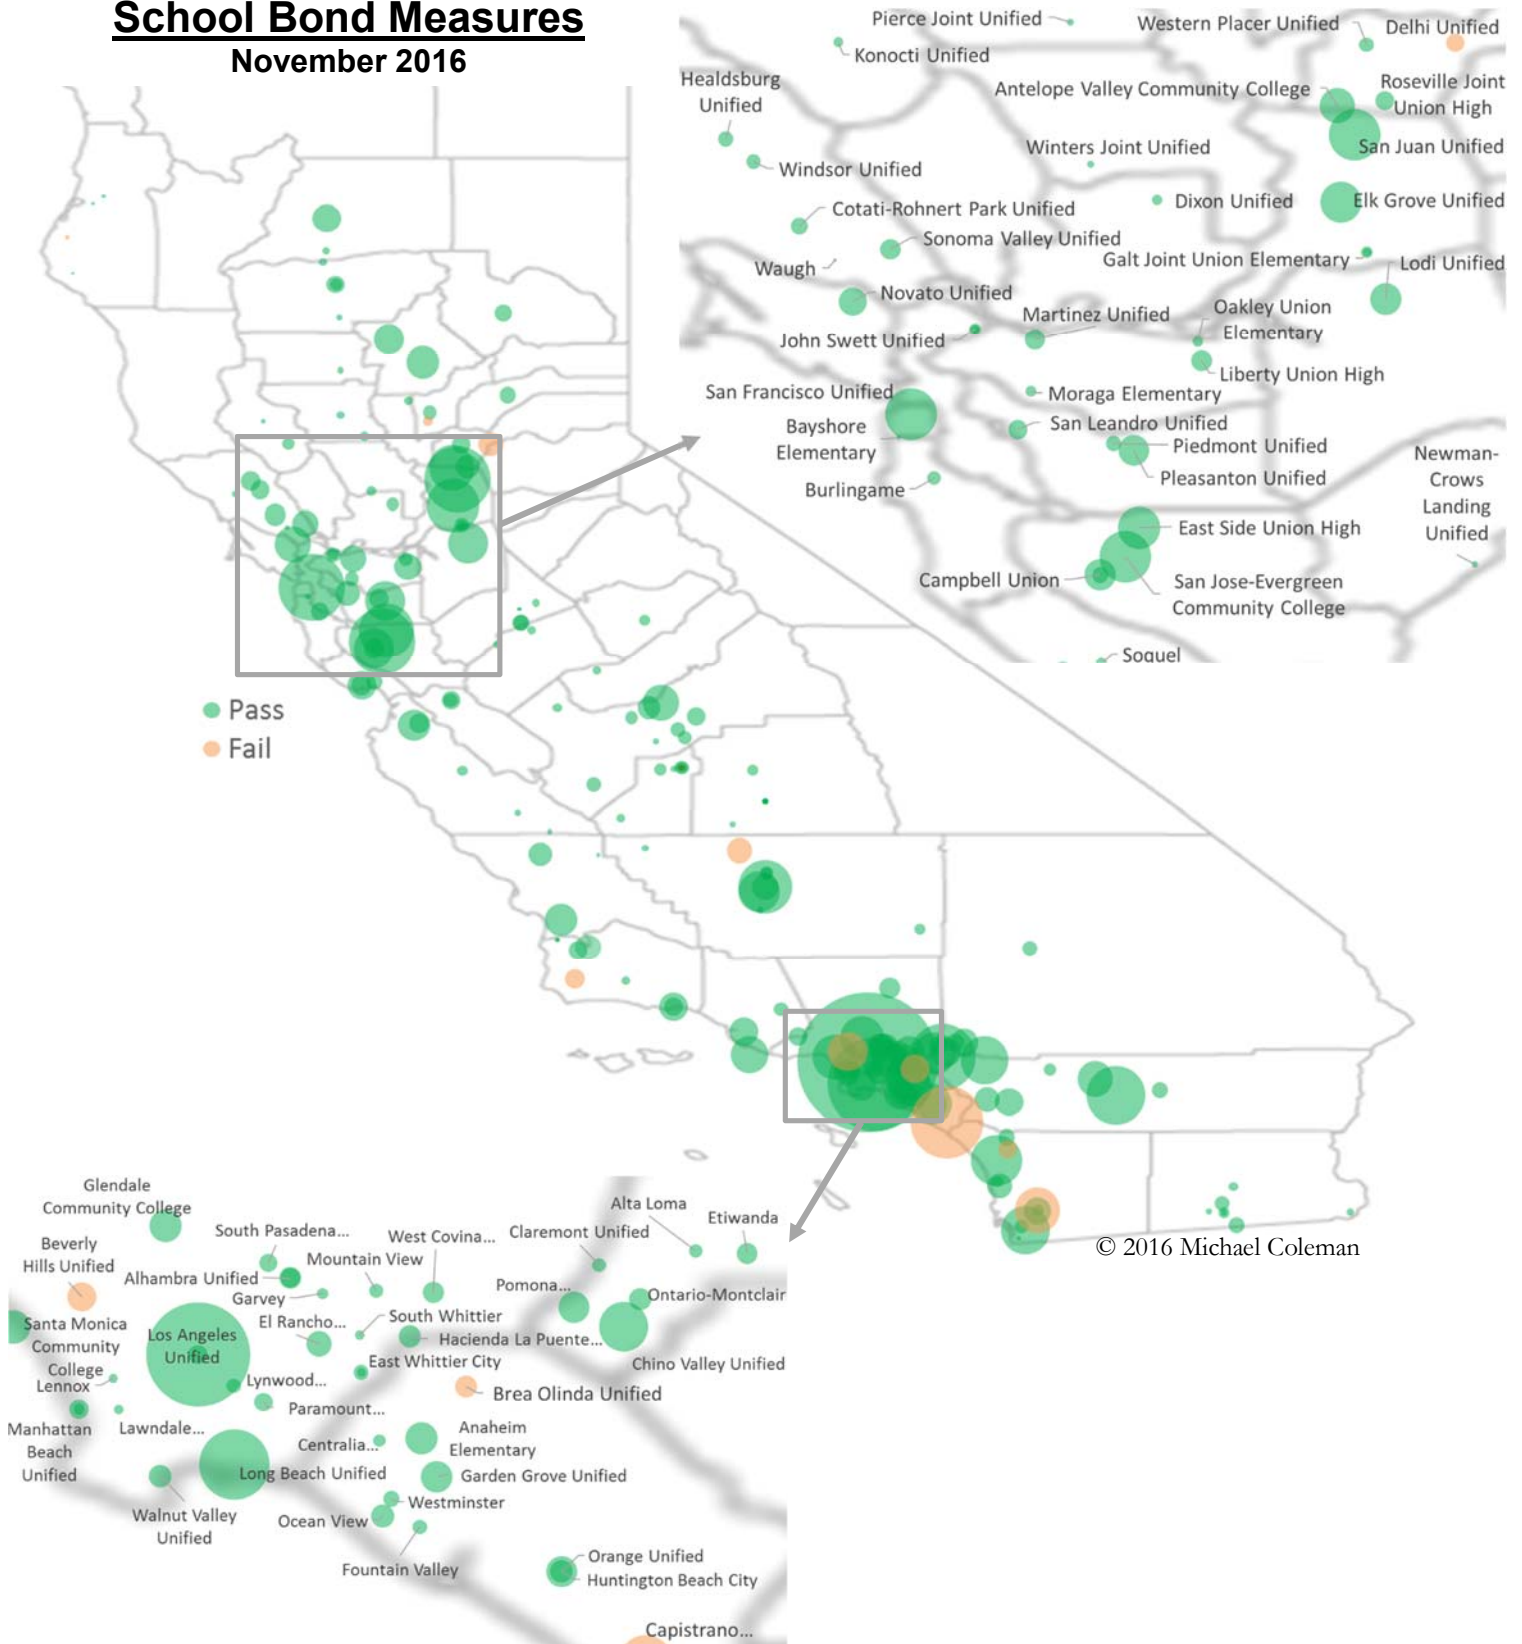 School Bond Measures
November 2016
Pierce Joint Unified
Western Placer Unified
Delhi Unified
Konocti Unified
Healdsburg
Unified
Antelope Valley Community College
Roseville Joint
Union High
San Juan Unified
Winters Joint Unified
Windsor Unified
Dixon Unified
Elk Grove Unified
Cotati-Rohnert Park Unified
Sonoma Valley Unified
Waugh
Galt Joint Union Elementary
Lodi Unified
Novato Unified
Martinez Unified
Oakley Union
Elementary
John Swett Unified
Liberty Union High
San Francisco Unified
Moraga Elementary
Bayshore
Elementary
San Leandro Unified
Piedmont Unified
Pleasanton Unified
Burlingame
Newman-
Crows
Landing
Unified
East Side Union High
Campbell Union
San Jose-Evergreen
Community College
Soquel
Pass
Fail
© 2016 Michael Coleman
Glendale
Community College
Beverly
Hills Unified
South Pasadena...
Mountain View
West Covina...
Claremont Unified
Alta Loma
Etiwanda
Alhambra Unified
Garvey
Pomona...
Ontario-Montclair
Santa Monica
Community
College
Los Angeles
Unified
El Rancho...
South Whittier
Hacienda La Puente...
Chino Valley Unified
Lennox
East Whittier City
Lynwood...
Brea Olinda Unified
Paramount...
Manhattan
Beach
Unified
Lawndale...
Centralia...
Anaheim
Elementary
Long Beach Unified
Garden Grove Unified
Walnut Valley
Unified
Westminster
Ocean View
Fountain Valley
Orange Unified
Huntington Beach City
Capistrano...